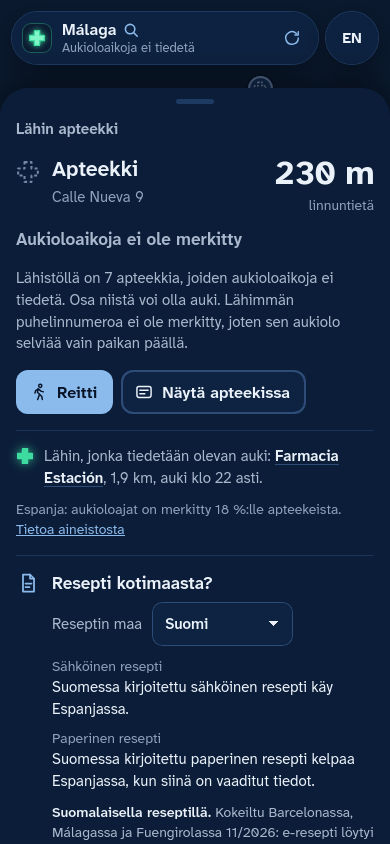 Málaga
Aukioloaikoja ei tiedetä
EN
Lähin apteekki
Apteekki
230 m
Calle Nueva 9
linnuntietä
Aukioloaikoja ei ole merkitty
Lähistöllä on 7 apteekkia, joiden aukioloaikoja ei
tiedetä. Osa niistä voi olla auki. Lähimmän
puhelinnumeroa ei ole merkitty, joten sen aukiolo
selviää vain paikan päällä.
Reitti
Näytä apteekissa
Lähin, jonka tiedetään olevan auki: Farmacia
Estación, 1,9 km, auki klo 22 asti.
Espanja: aukioloajat on merkitty 18 %:lle apteekeista.
Tietoa aineistosta
Resepti kotimaasta?
Reseptin maa
Suomi
Sähköinen resepti
Suomessa kirjoitettu sähköinen resepti käy
Espanjassa.
Paperinen resepti
Suomessa kirjoitettu paperinen resepti kelpaa
Espanjassa, kun siinä on vaaditut tiedot.
Suomalaisella reseptillä. Kokeiltu Barcelonassa,
Málagassa ja Fuengirolassa 11/2026: e-resepti löytyi